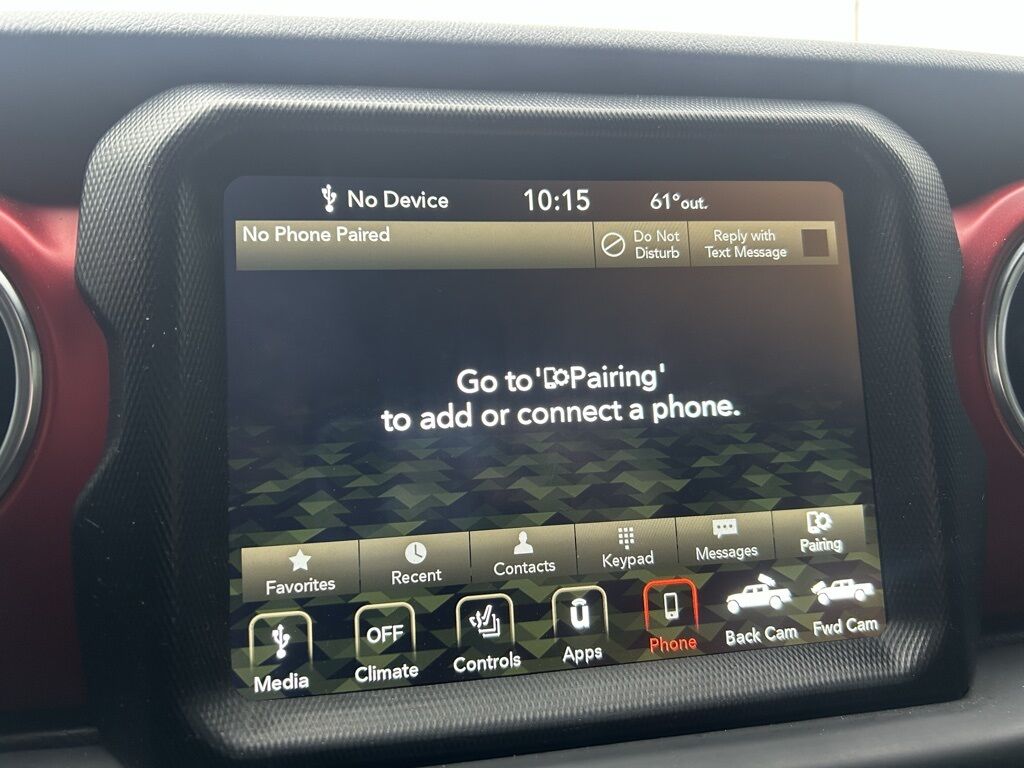 No Device 10:15 61°out.
No Phone Paired
Do Not
Disturb
Reply with
Text Message
Go to 'Pairing'
to add or connect a phone.
Favorites Recent Contacts Keypad Messages Pairing
OFF
Media Climate Controls Apps Phone Back Cam Fwd Cam